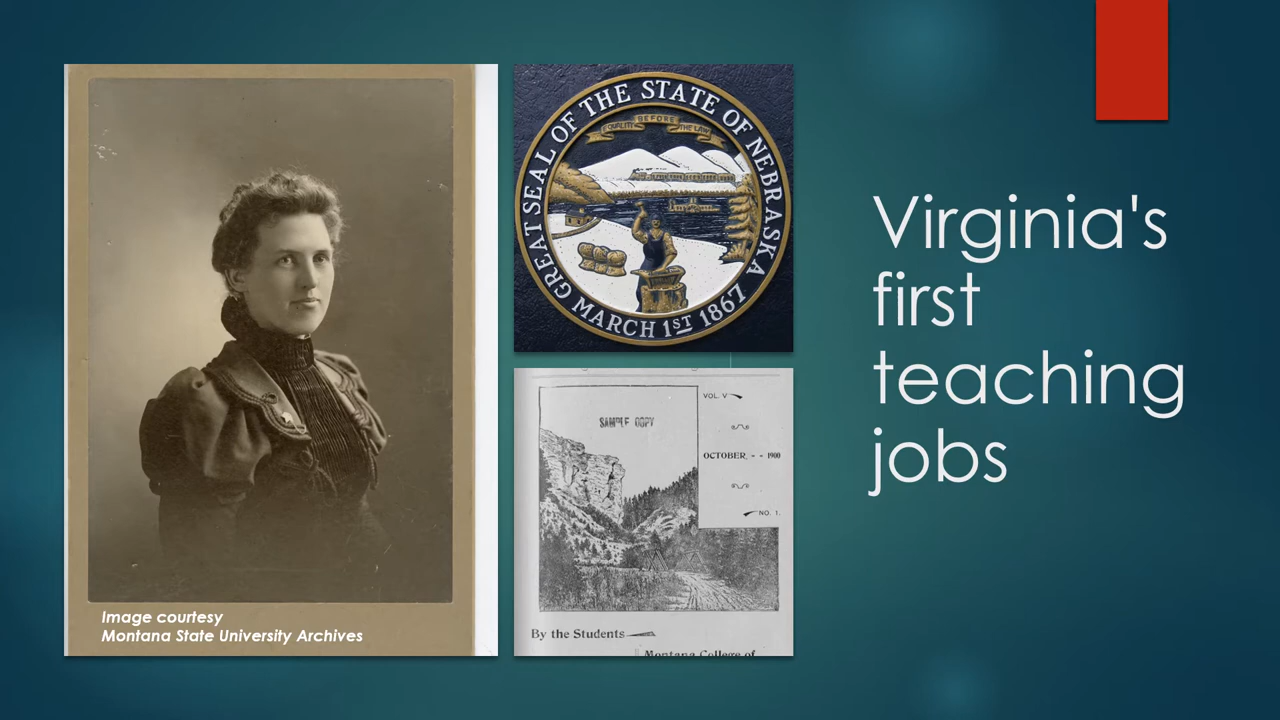 Virginia's
first
teaching
jobs
Image courtesy
Montana State University Archives
GREAT SEAL OF THE STATE OF NEBRASKA
EQUALITY BEFORE THE LAW
MARCH 1ST 1867
SAMPLE COPY
VOL. V
OCTOBER, - - 1900
NO. 1.
By the Students
Montana College of